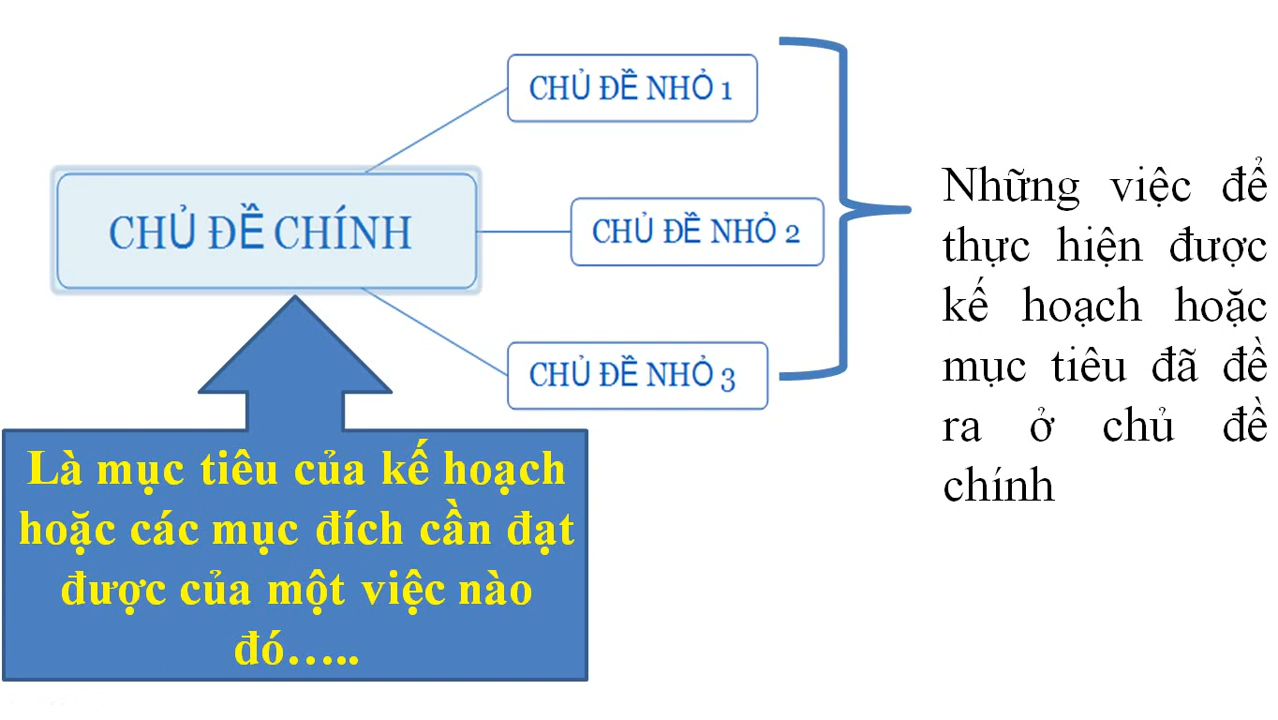 CHỦ ĐỀ NHỎ 1
CHỦ ĐỀ CHÍNH
CHỦ ĐỀ NHỎ 2
CHỦ ĐỀ NHỎ 3
Những việc để
thực hiện được
kế hoạch hoặc
mục tiêu đã đề
ra ở chủ đề
chính
Là mục tiêu của kế hoạch
hoặc các mục đích cần đạt
được của một việc nào
đó…..